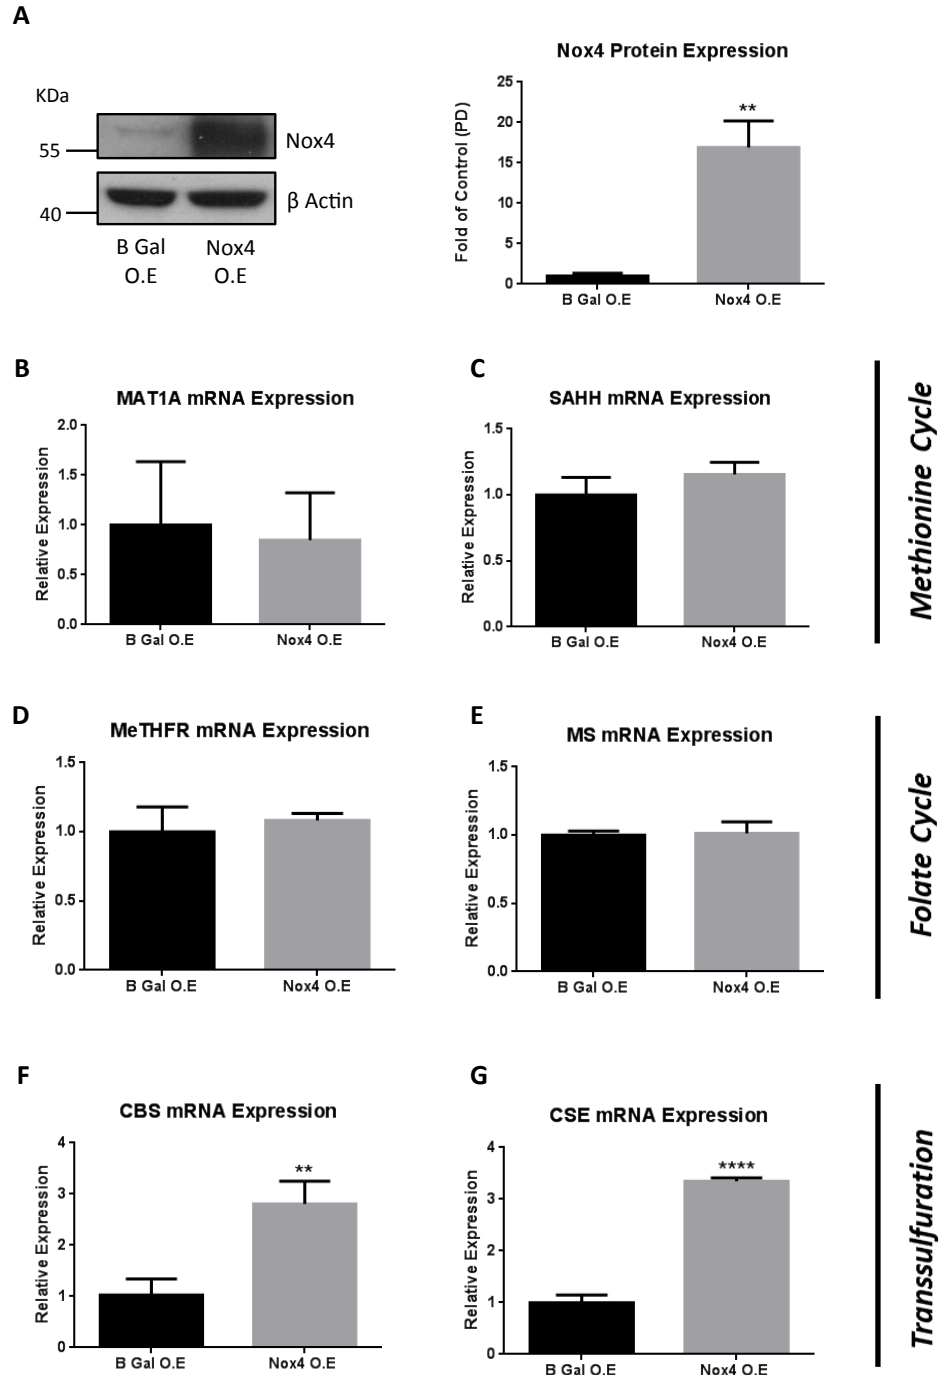 A
KDa
55
40
Nox4
β Actin
B Gal
O.E
Nox4
O.E
Nox4 Protein Expression
Fold of Control (PD)
25
20
15
10
5
0
**
B Gal O.E
Nox4 O.E
B
MAT1A mRNA Expression
Relative Expression
2.0
1.5
1.0
0.5
0.0
B Gal O.E
Nox4 O.E
C
SAHH mRNA Expression
Relative Expression
1.5
1.0
0.5
0.0
B Gal O.E
Nox4 O.E
Methionine Cycle
D
MeTHFR mRNA Expression
Relative Expression
1.5
1.0
0.5
0.0
B Gal O.E
Nox4 O.E
E
MS mRNA Expression
Relative Expression
1.5
1.0
0.5
0.0
B Gal O.E
Nox4 O.E
Folate Cycle
F
CBS mRNA Expression
Relative Expression
4
3
2
1
0
**
B Gal O.E
Nox4 O.E
G
CSE mRNA Expression
Relative Expression
4
3
2
1
0
****
B Gal O.E
Nox4 O.E
Transsulfuration